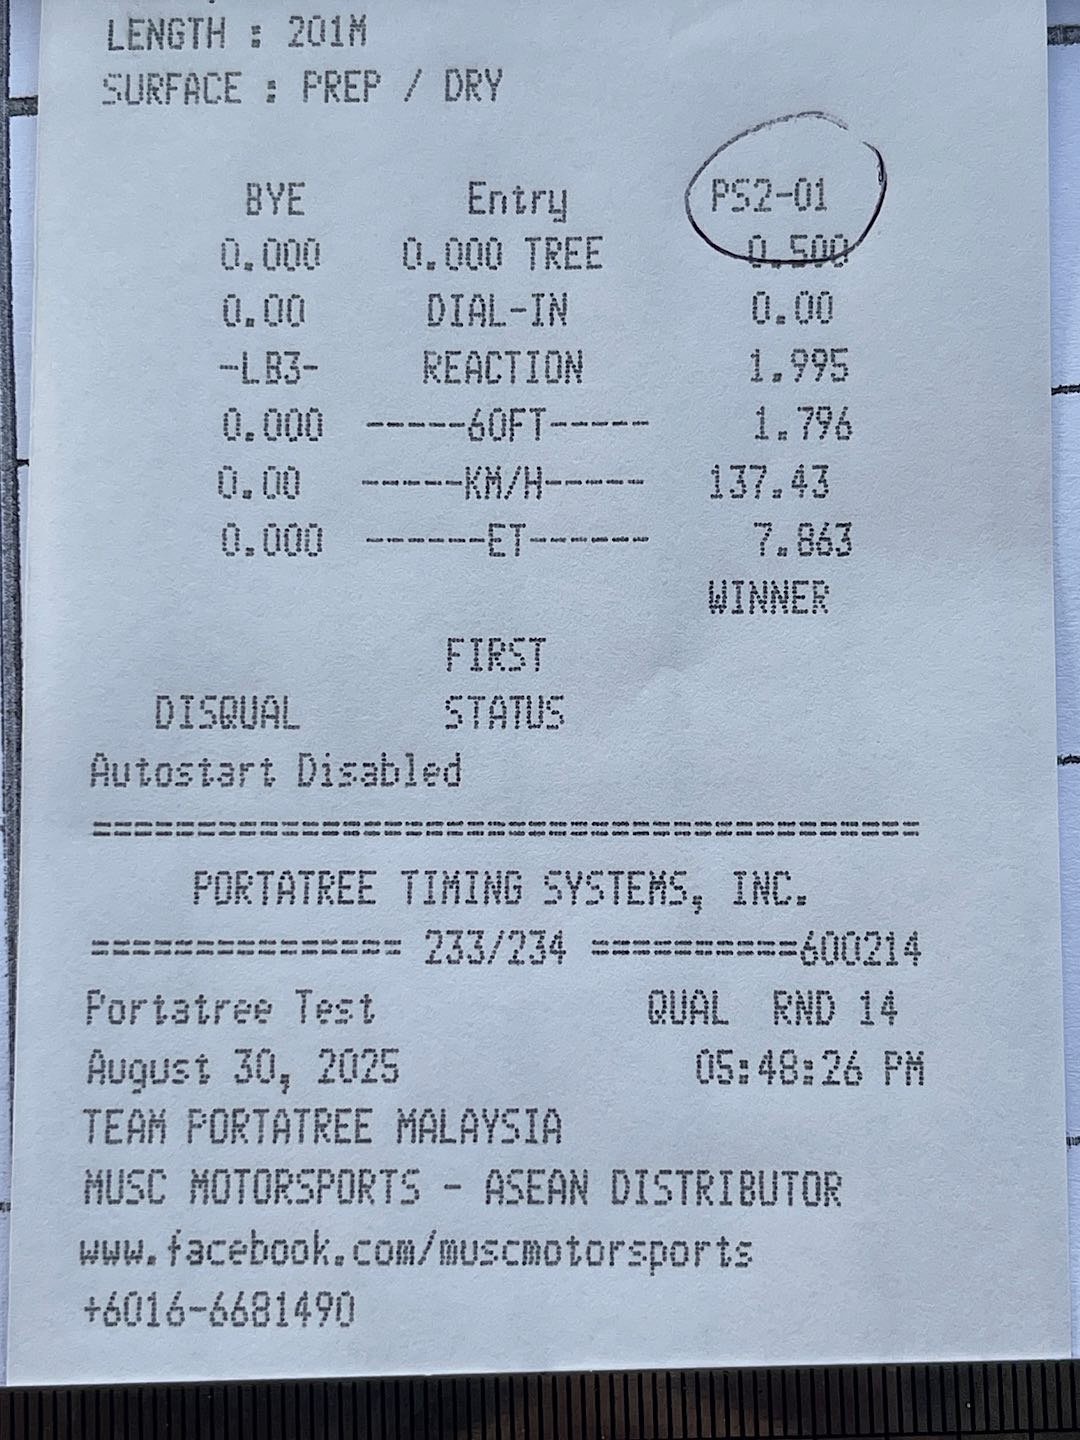 LENGTH : 201M
SURFACE : PREP / DRY
BYE Entry PS2-01
0.000 0.000 TREE 0.500
0.00 DIAL-IN 0.00
-LB3- REACTION 1.995
0.000 -----60FT----- 1.796
0.00 -----KM/H----- 137.43
0.000 ------ET------ 7.863
WINNER
FIRST
DISQUAL STATUS
Autostart Disabled
========================================
PORTATREE TIMING SYSTEMS, INC.
=============== 233/234 ==========600214
Portatree Test QUAL RND 14
August 30, 2025 05:48:26 PM
TEAM PORTATREE MALAYSIA
MUSC MOTORSPORTS - ASEAN DISTRIBUTOR
www.facebook.com/muscmotorsports
+6016-6681490